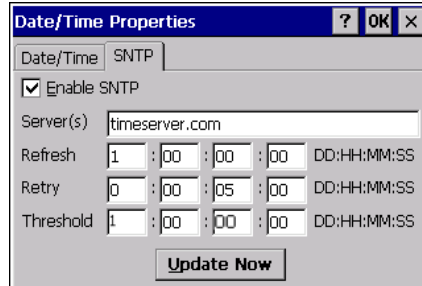 Date/Time Properties ? OK ×
Date/Time SNTP
Enable SNTP
Server(s) timeserver.com
Refresh 1 : 00 : 00 : 00 DD:HH:MM:SS
Retry 0 : 00 : 05 : 00 DD:HH:MM:SS
Threshold 1 : 00 : 00 : 00 DD:HH:MM:SS
Update Now